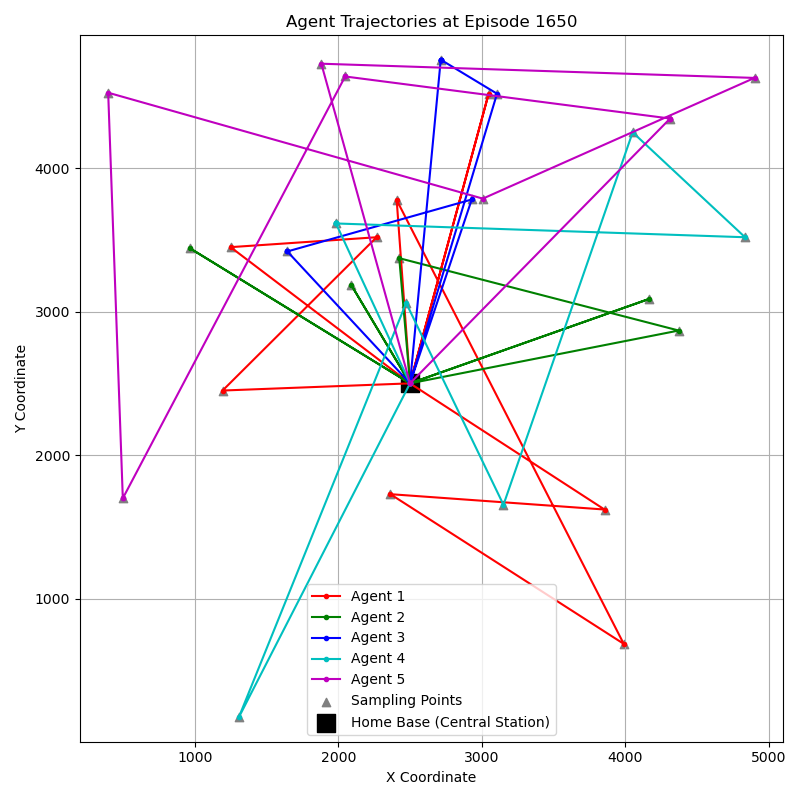 Agent Trajectories at Episode 1650
Y Coordinate
4000
3000
2000
1000
Agent 1
Agent 2
Agent 3
Agent 4
Agent 5
Sampling Points
Home Base (Central Station)
1000 2000 3000 4000 5000
X Coordinate